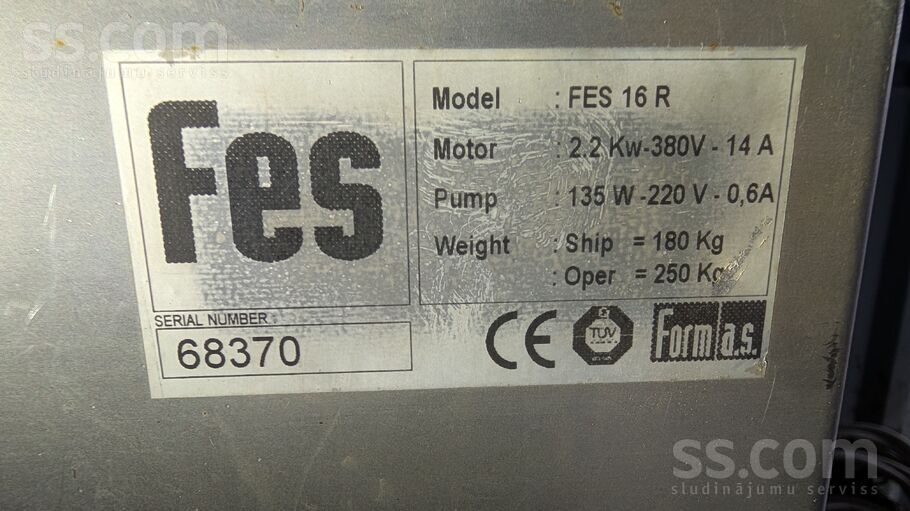 ss.com
sludinājumu serviss
Fes
Model : FES 16 R
Motor : 2.2 Kw-380V - 14 A
Pump : 135 W -220 V - 0,6A
Weight : Ship = 180 Kg
: Oper = 250 Kg
SERIAL NUMBER
68370
CE
TÜV
Form a.s.
ss.com
sludinājumu serviss